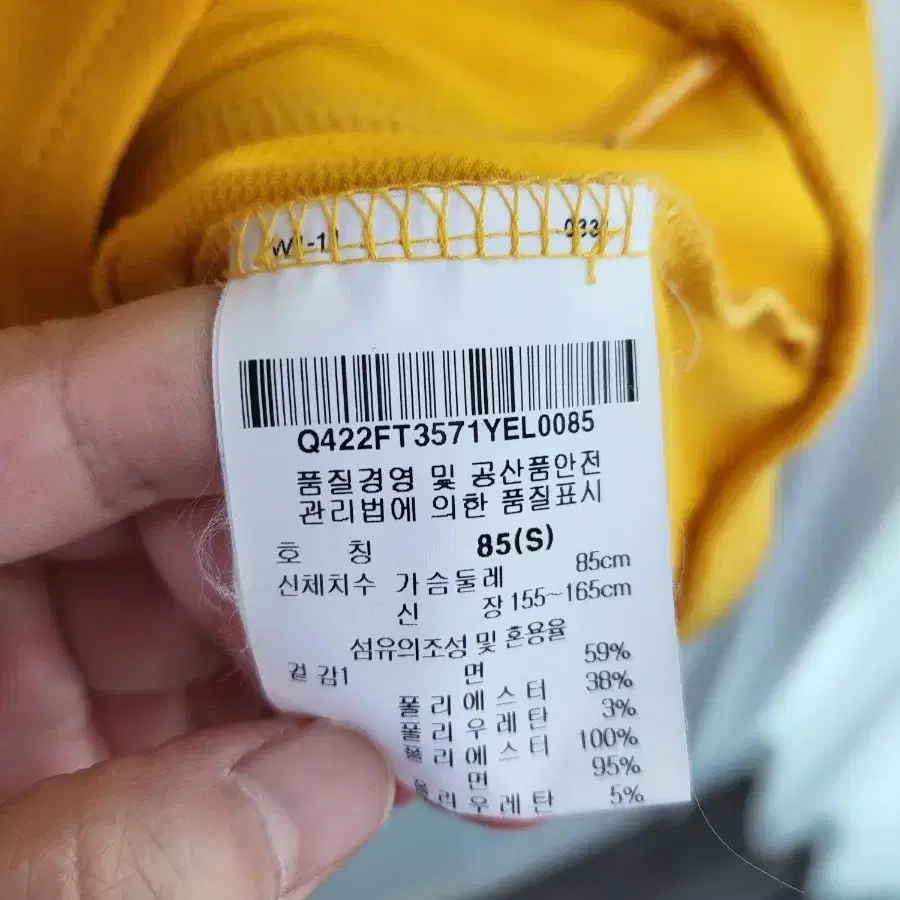 Q422FT3571YEL0085
품질경영 및 공산품안전
관리법에 의한 품질표시
호 칭 85(S)
신체치수 가슴둘레 85cm
신 장 155~165cm
섬유의조성 및 혼용율
겉감1 면 59%
폴리에스터 38%
폴리우레탄 3%
폴리에스터 100%
면 95%
폴리우레탄 5%